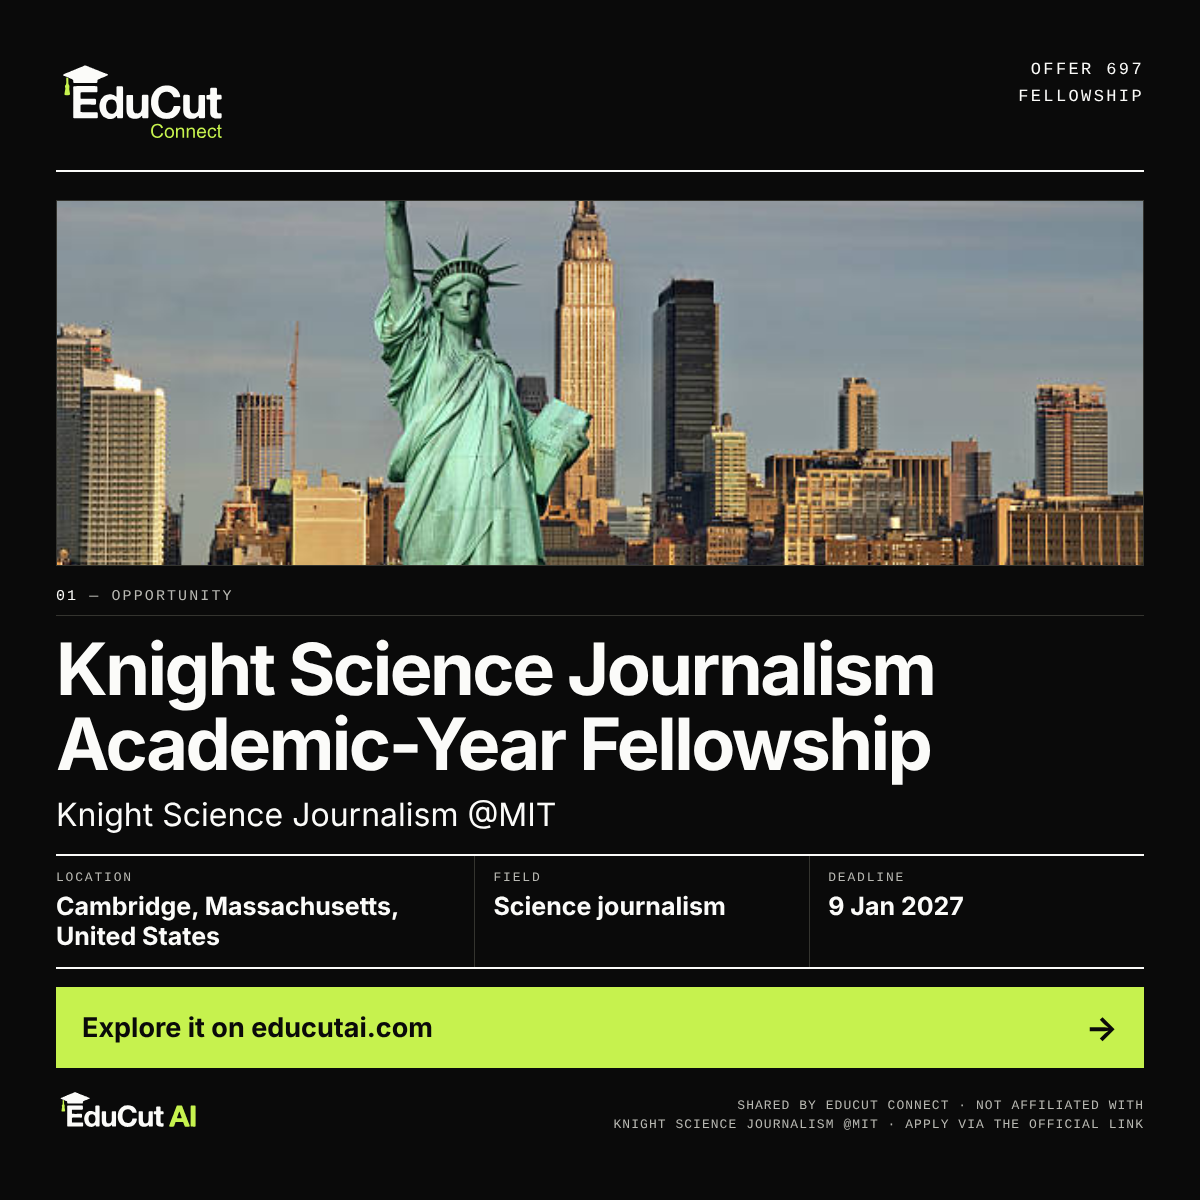 EduCut
Connect
OFFER 697
FELLOWSHIP
01 — OPPORTUNITY
Knight Science Journalism
Academic-Year Fellowship
Knight Science Journalism @MIT
LOCATION
Cambridge, Massachusetts,
United States
FIELD
Science journalism
DEADLINE
9 Jan 2027
Explore it on educutai.com →
EduCut AI
SHARED BY EDUCUT CONNECT · NOT AFFILIATED WITH
KNIGHT SCIENCE JOURNALISM @MIT · APPLY VIA THE OFFICIAL LINK